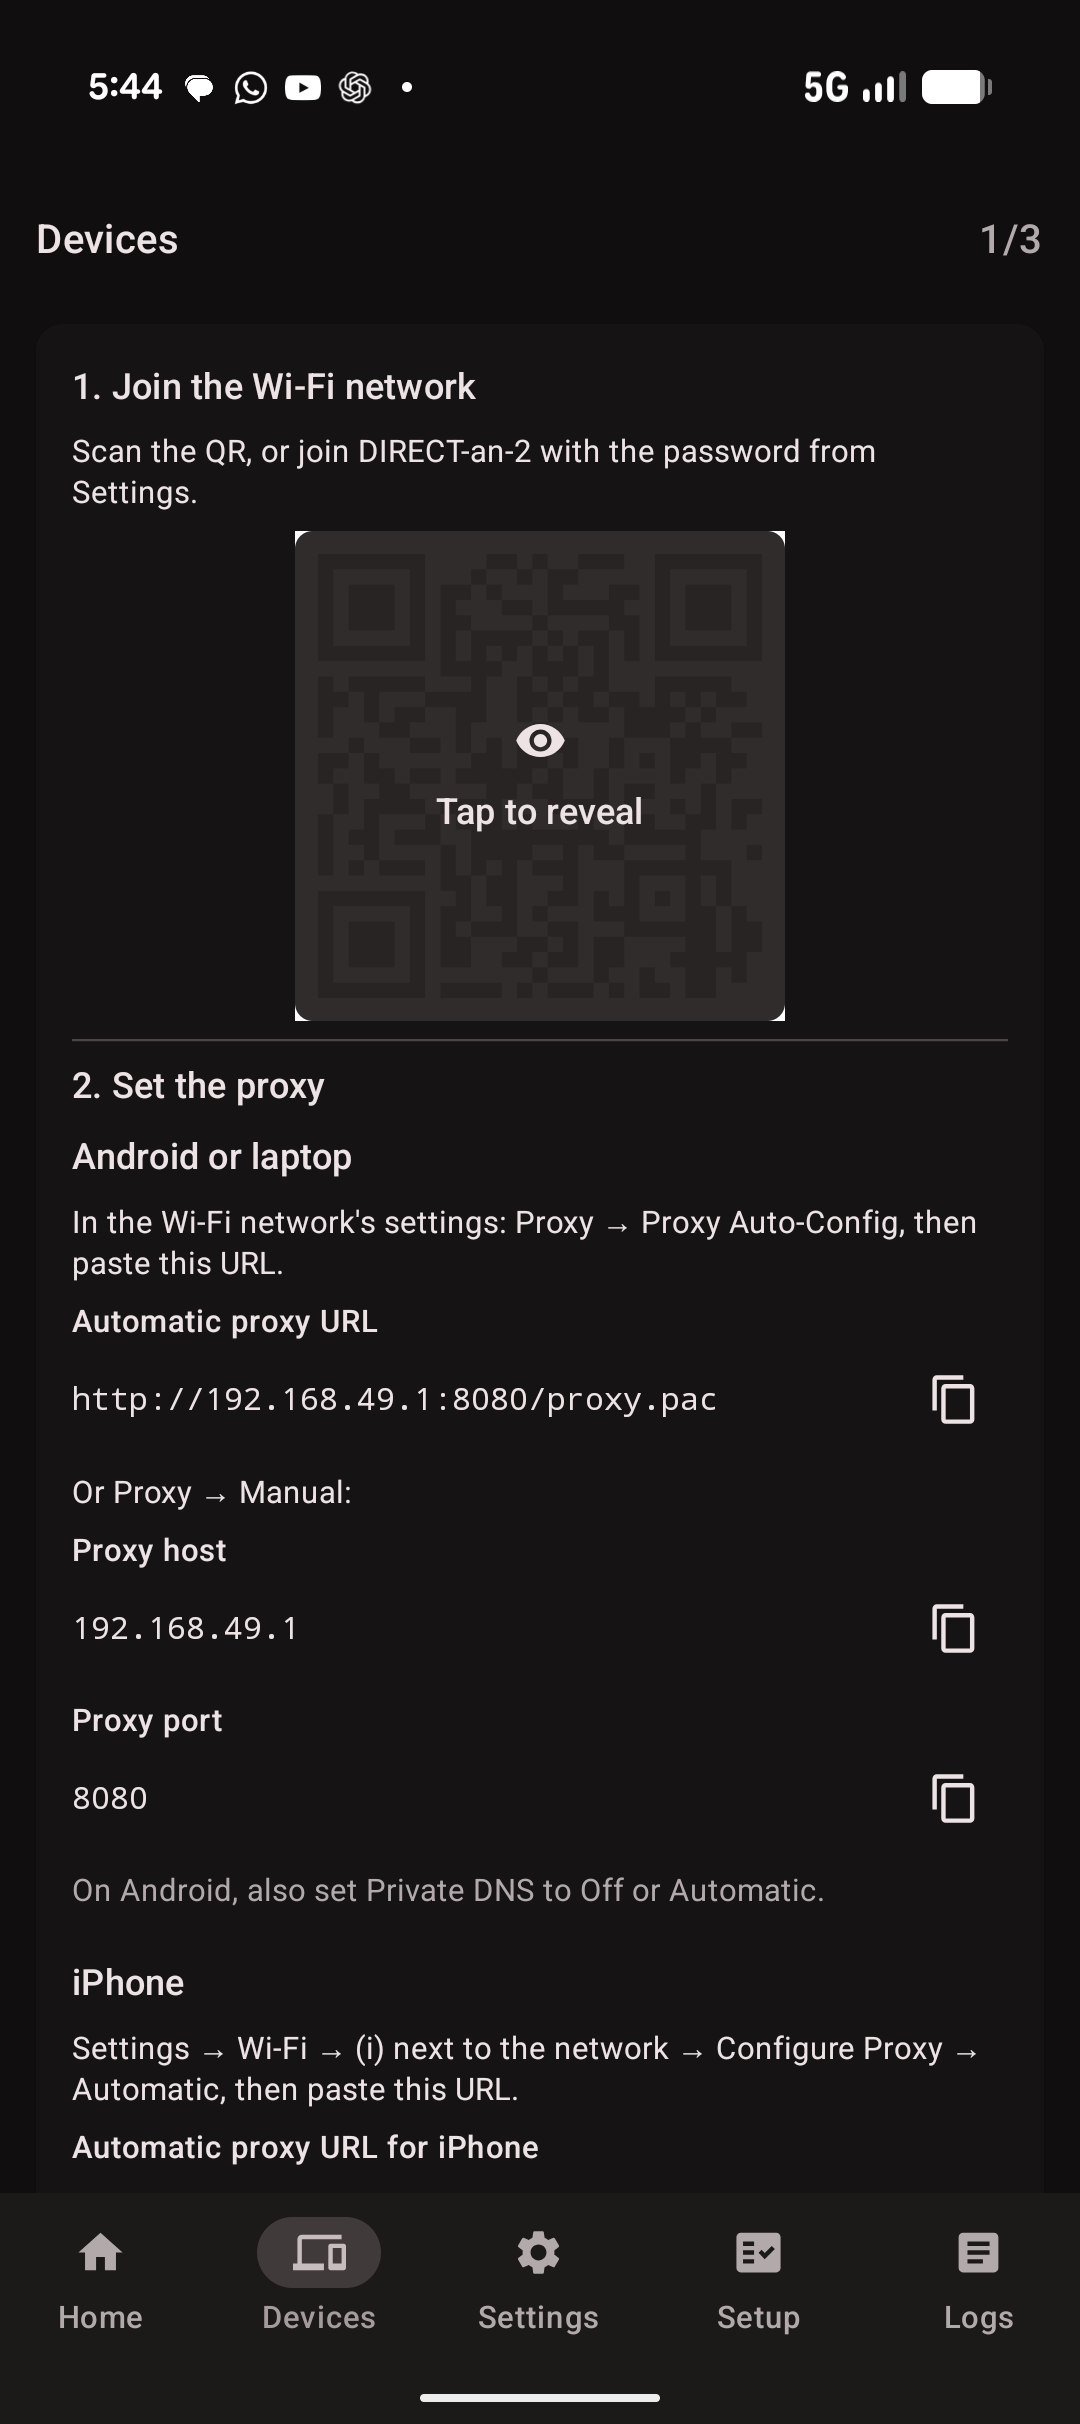 5:44
5G
Devices
1/3
1. Join the Wi-Fi network
Scan the QR, or join DIRECT-an-2 with the password from
Settings.
Tap to reveal
2. Set the proxy
Android or laptop
In the Wi-Fi network's settings: Proxy → Proxy Auto-Config, then
paste this URL.
Automatic proxy URL
http://192.168.49.1:8080/proxy.pac
Or Proxy → Manual:
Proxy host
192.168.49.1
Proxy port
8080
On Android, also set Private DNS to Off or Automatic.
iPhone
Settings → Wi-Fi → (i) next to the network → Configure Proxy →
Automatic, then paste this URL.
Automatic proxy URL for iPhone
Home
Devices
Settings
Setup
Logs